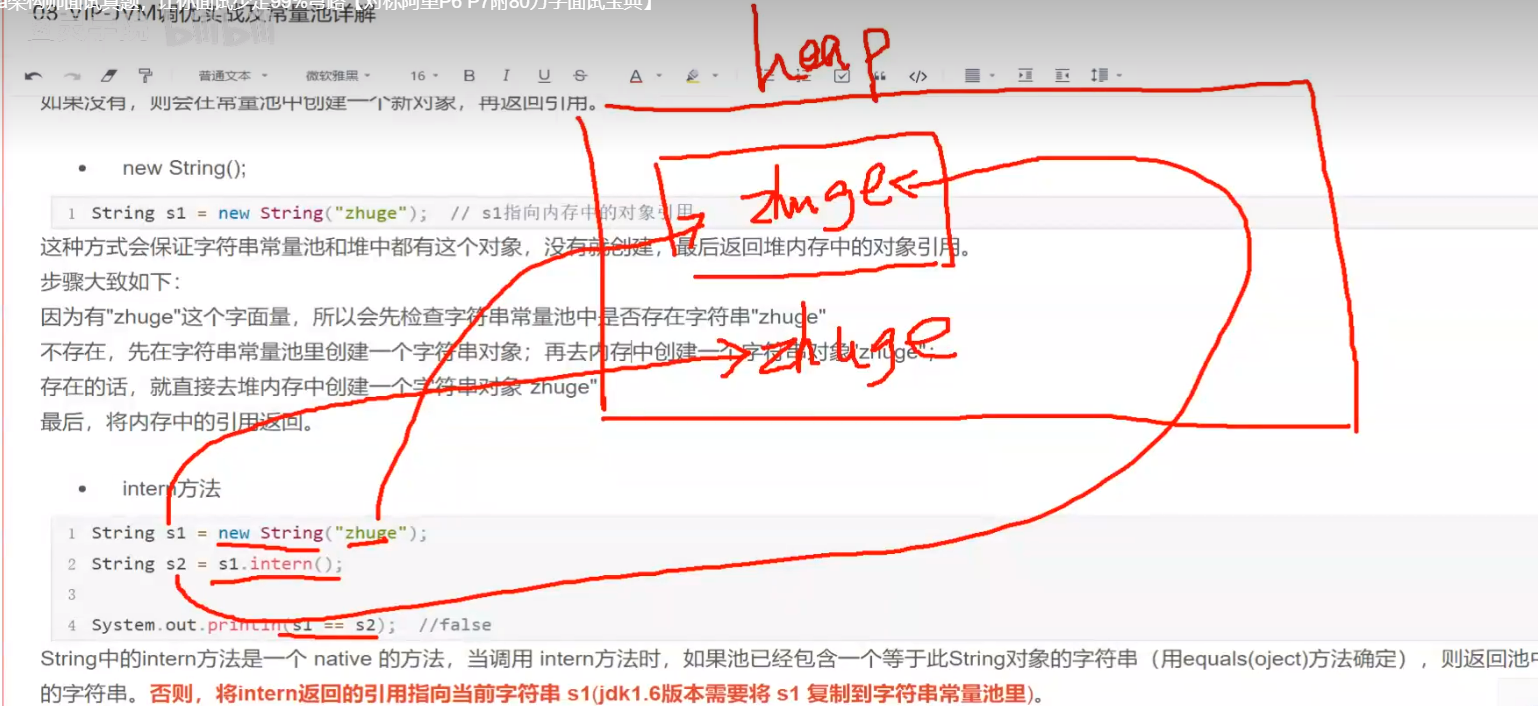 架构师面试真题，让你面试少走99%弯路【对标阿里P6 P7附80万字面试宝典】
08-VIP-JVM调优实战及常量池详解
bilibili
heap
普通文本 微软雅黑 16 B I U S A
如果没有，则会在常量池中创建一个新对象，再返回引用。
• new String();
zhuge
1 String s1 = new String("zhuge"); // s1指向内存中的对象引用
这种方式会保证字符串常量池和堆中都有这个对象，没有就创建，最后返回堆内存中的对象引用。
步骤大致如下：
因为有"zhuge"这个字面量，所以会先检查字符串常量池中是否存在字符串"zhuge"
zhuge
不存在，先在字符串常量池里创建一个字符串对象；再去内存中创建一个字符串对象"zhuge"；
存在的话，就直接去堆内存中创建一个字符串对象"zhuge"
最后，将内存中的引用返回。
• intern方法
1 String s1 = new String("zhuge");
2 String s2 = s1.intern();
3
4 System.out.println(s1 == s2); //false
String中的intern方法是一个 native 的方法，当调用 intern方法时，如果池已经包含一个等于此String对象的字符串（用equals(oject)方法确定），则返回池中
的字符串。否则，将intern返回的引用指向当前字符串 s1(jdk1.6版本需要将 s1 复制到字符串常量池里)。